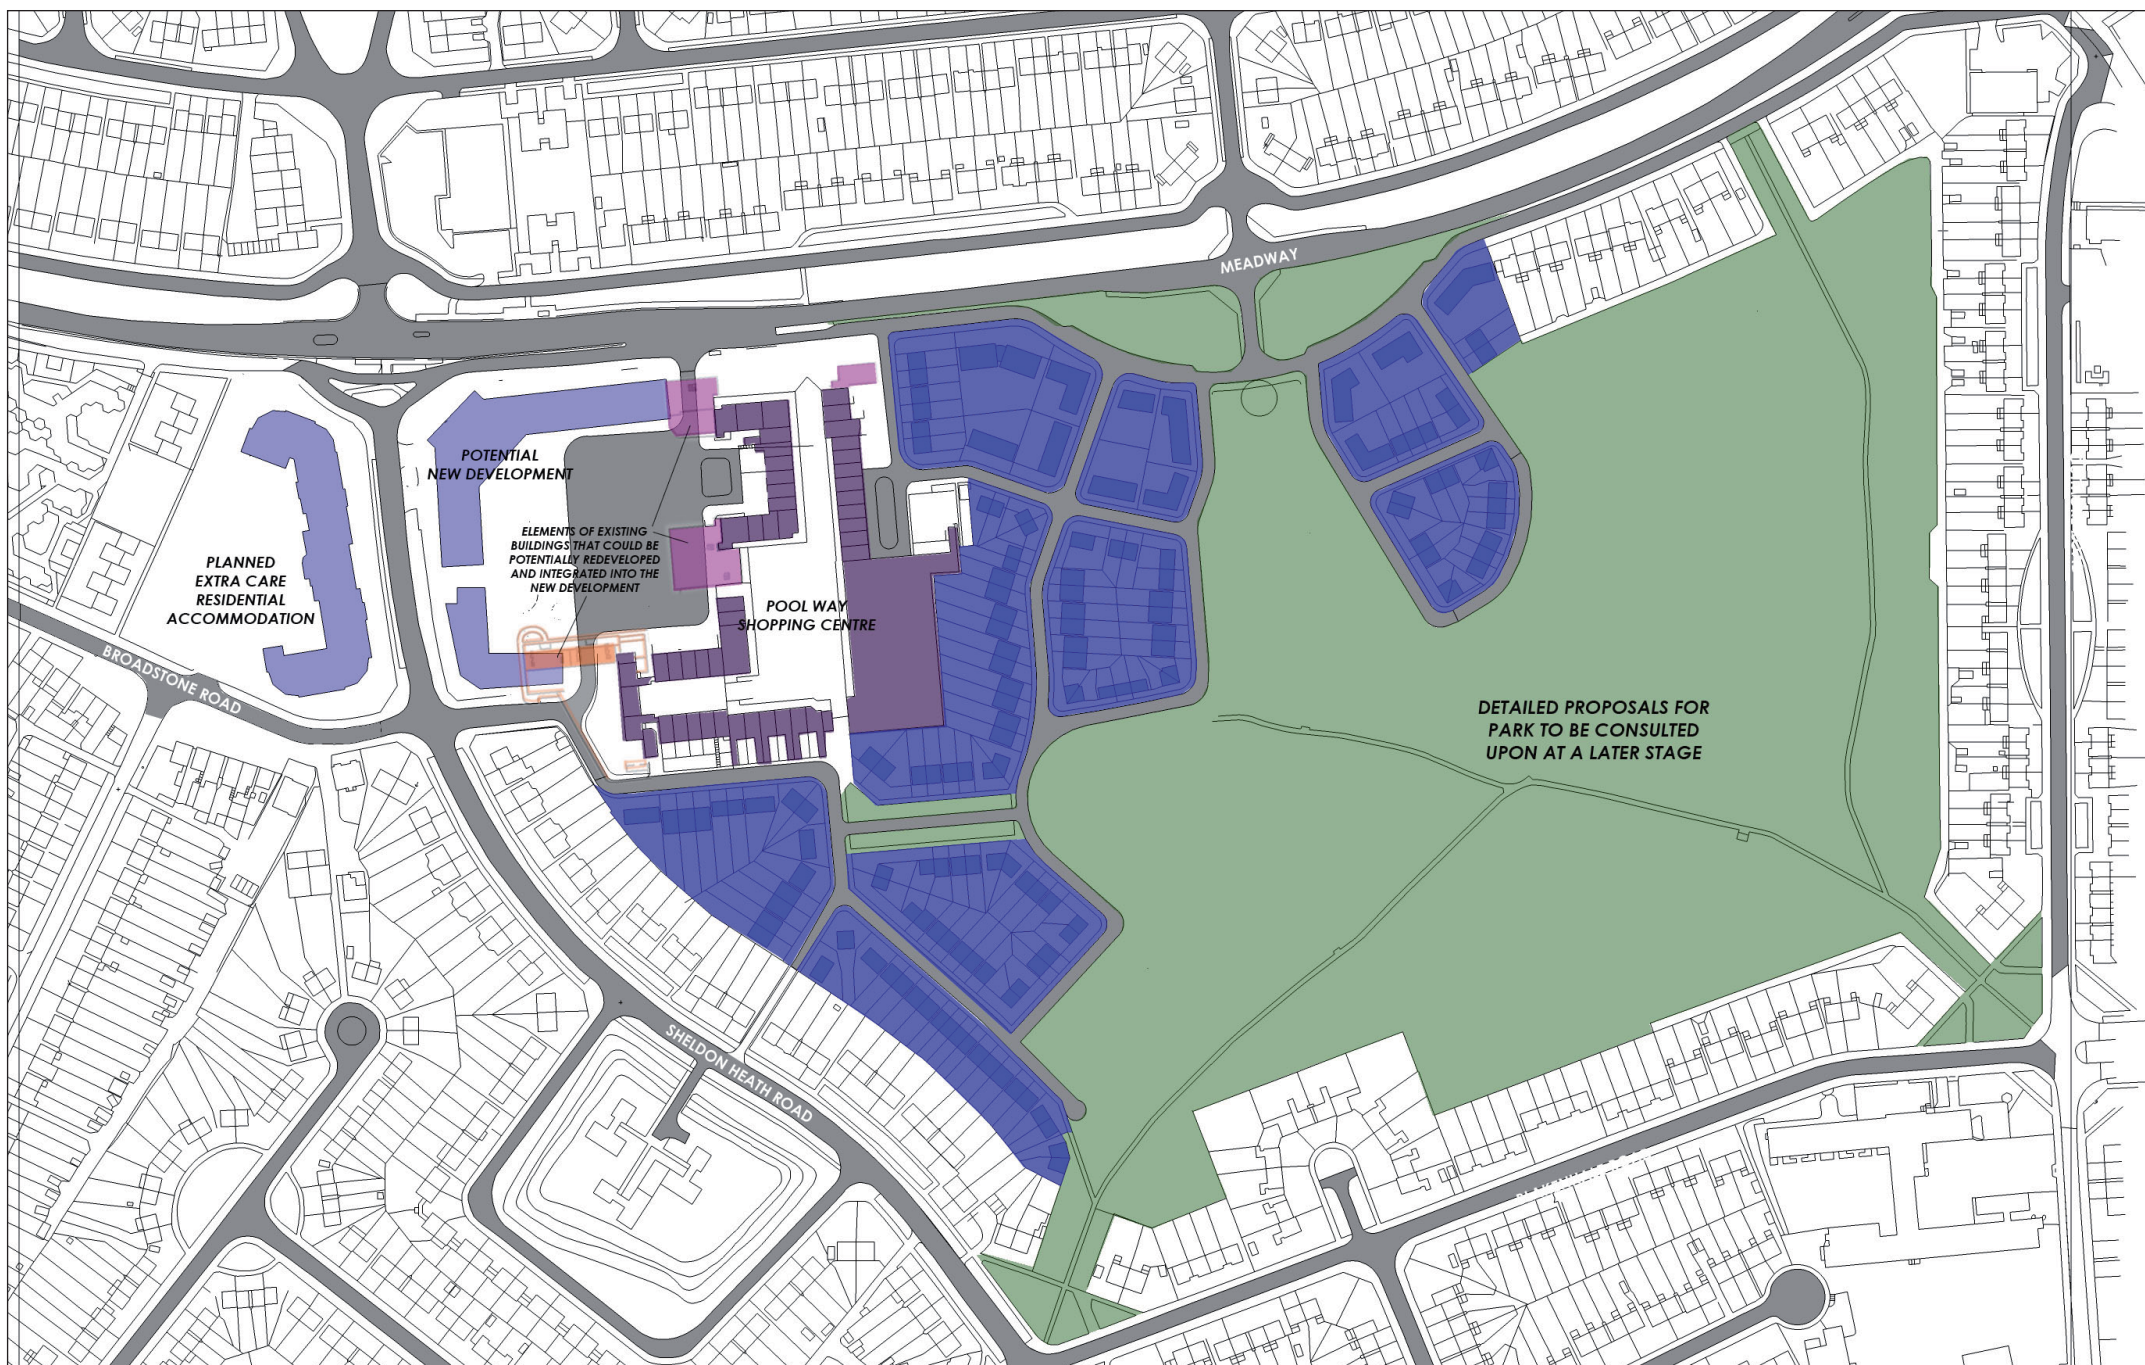 MEADWAY
POTENTIAL
NEW DEVELOPMENT
ELEMENTS OF EXISTING
BUILDINGS THAT COULD BE
POTENTIALLY REDEVELOPED
AND INTEGRATED INTO THE
NEW DEVELOPMENT
PLANNED
EXTRA CARE
RESIDENTIAL
ACCOMMODATION
POOL WAY
SHOPPING CENTRE
BROADSTONE ROAD
DETAILED PROPOSALS FOR
PARK TO BE CONSULTED
UPON AT A LATER STAGE
SHELDON HEATH ROAD